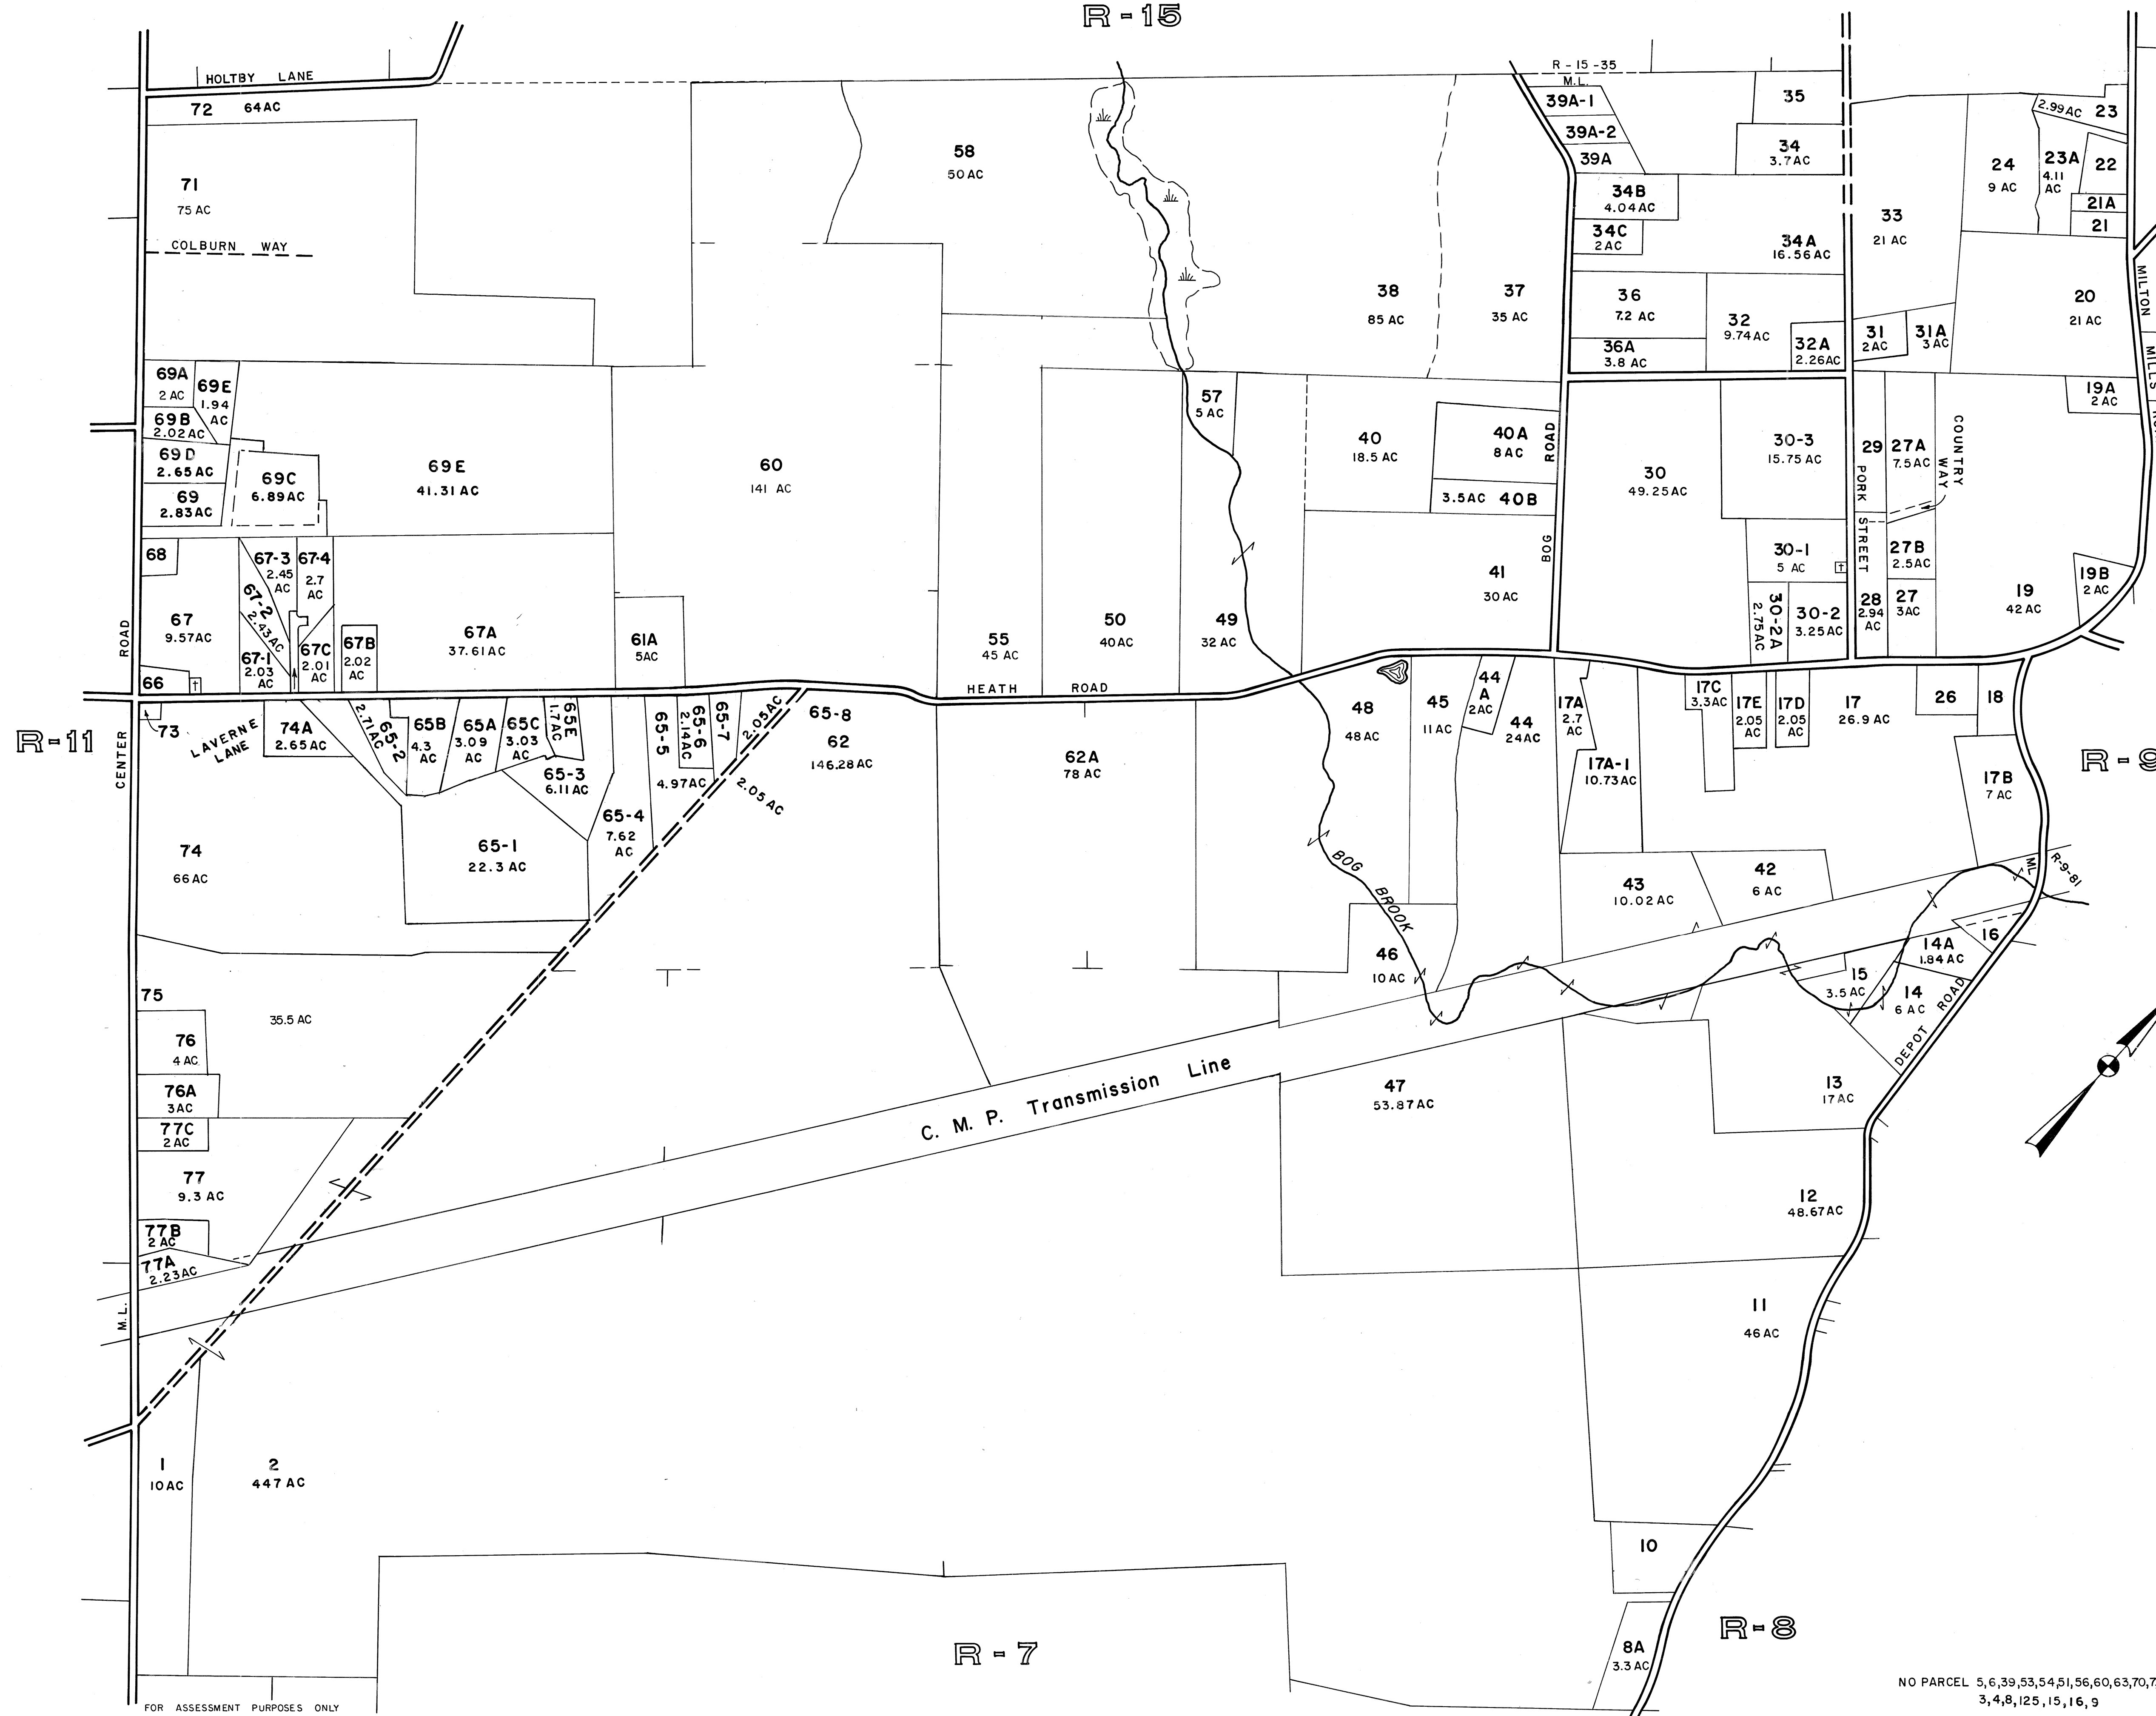 R-15
HOLTBY LANE
72 64 AC
R-15-35
M.L.
39A-1
39A-2
39A
35
34
3.7 AC
2.99 AC 23
71
75 AC
COLBURN WAY
58
50 AC
34B
4.04 AC
34C
2 AC
34A
16.56 AC
33
21 AC
24
9 AC
23A
4.11
AC
22
21A
21
38
85 AC
37
35 AC
36
7.2 AC
36A
3.8 AC
32
9.74 AC
32A
2.26 AC
31
2 AC
31A
3 AC
20
21 AC
MILTON
MILLS
69A
2 AC
69E
1.94
AC
69B
2.02 AC
69D
2.65 AC
69
2.83 AC
69C
6.89 AC
69E
41.31 AC
60
141 AC
57
5 AC
40
18.5 AC
40A
8 AC
3.5 AC 40B
BOG ROAD
30
49.25 AC
30-3
15.75 AC
29
27A
7.5 AC
COUNTRY
WAY
PORK STREET
19A
2 AC
68
67
9.57 AC
66
67-3
2.45
AC
67-4
2.7
AC
67-2
2.43 AC
67-1
2.03
AC
67C
2.01
AC
67B
2.02
AC
67A
37.61 AC
61A
5 AC
55
45 AC
50
40 AC
49
32 AC
41
30 AC
30-1
5 AC
30-2A
2.75 AC
30-2
3.25 AC
28
2.94
AC
27B
2.5 AC
27
3 AC
19
42 AC
19B
2 AC
HEATH ROAD
CENTER ROAD
R-11
73
LAVERNE
LANE
74A
2.65 AC
65-2
2.71 AC
65B
4.3
AC
65A
3.09
AC
65C
3.03
AC
65E
1.7 AC
65-3
6.11 AC
65-4
7.62
AC
65-5
4.97 AC
65-6
2.14 AC
65-7
2.05 AC
65-8
2.05 AC
62
146.28 AC
62A
78 AC
48
48 AC
45
11 AC
44
A
2 AC
44
24 AC
17A
2.7
AC
17A-1
10.73 AC
17C
3.3 AC
17E
2.05
AC
17D
2.05
AC
17
26.9 AC
26
18
17B
7 AC
R-9
74
66 AC
65-1
22.3 AC
BOG BROOK
43
10.02 AC
42
6 AC
ML
R-9-81
46
10 AC
16
14A
1.84 AC
15
3.5 AC
14
6 AC
DEPOT ROAD
75
35.5 AC
76
4 AC
76A
3 AC
77C
2 AC
77
9.3 AC
77B
2 AC
77A
2.23 AC
M.L.
C. M. P. Transmission Line
47
53.87 AC
13
17 AC
12
48.67 AC
11
46 AC
1
10 AC
2
447 AC
10
8A
3.3 AC
R-7
R-8
FOR ASSESSMENT PURPOSES ONLY
NO PARCEL 5,6,39,53,54,51,56,60,63,70,7
3,4,8,125,15,16,9